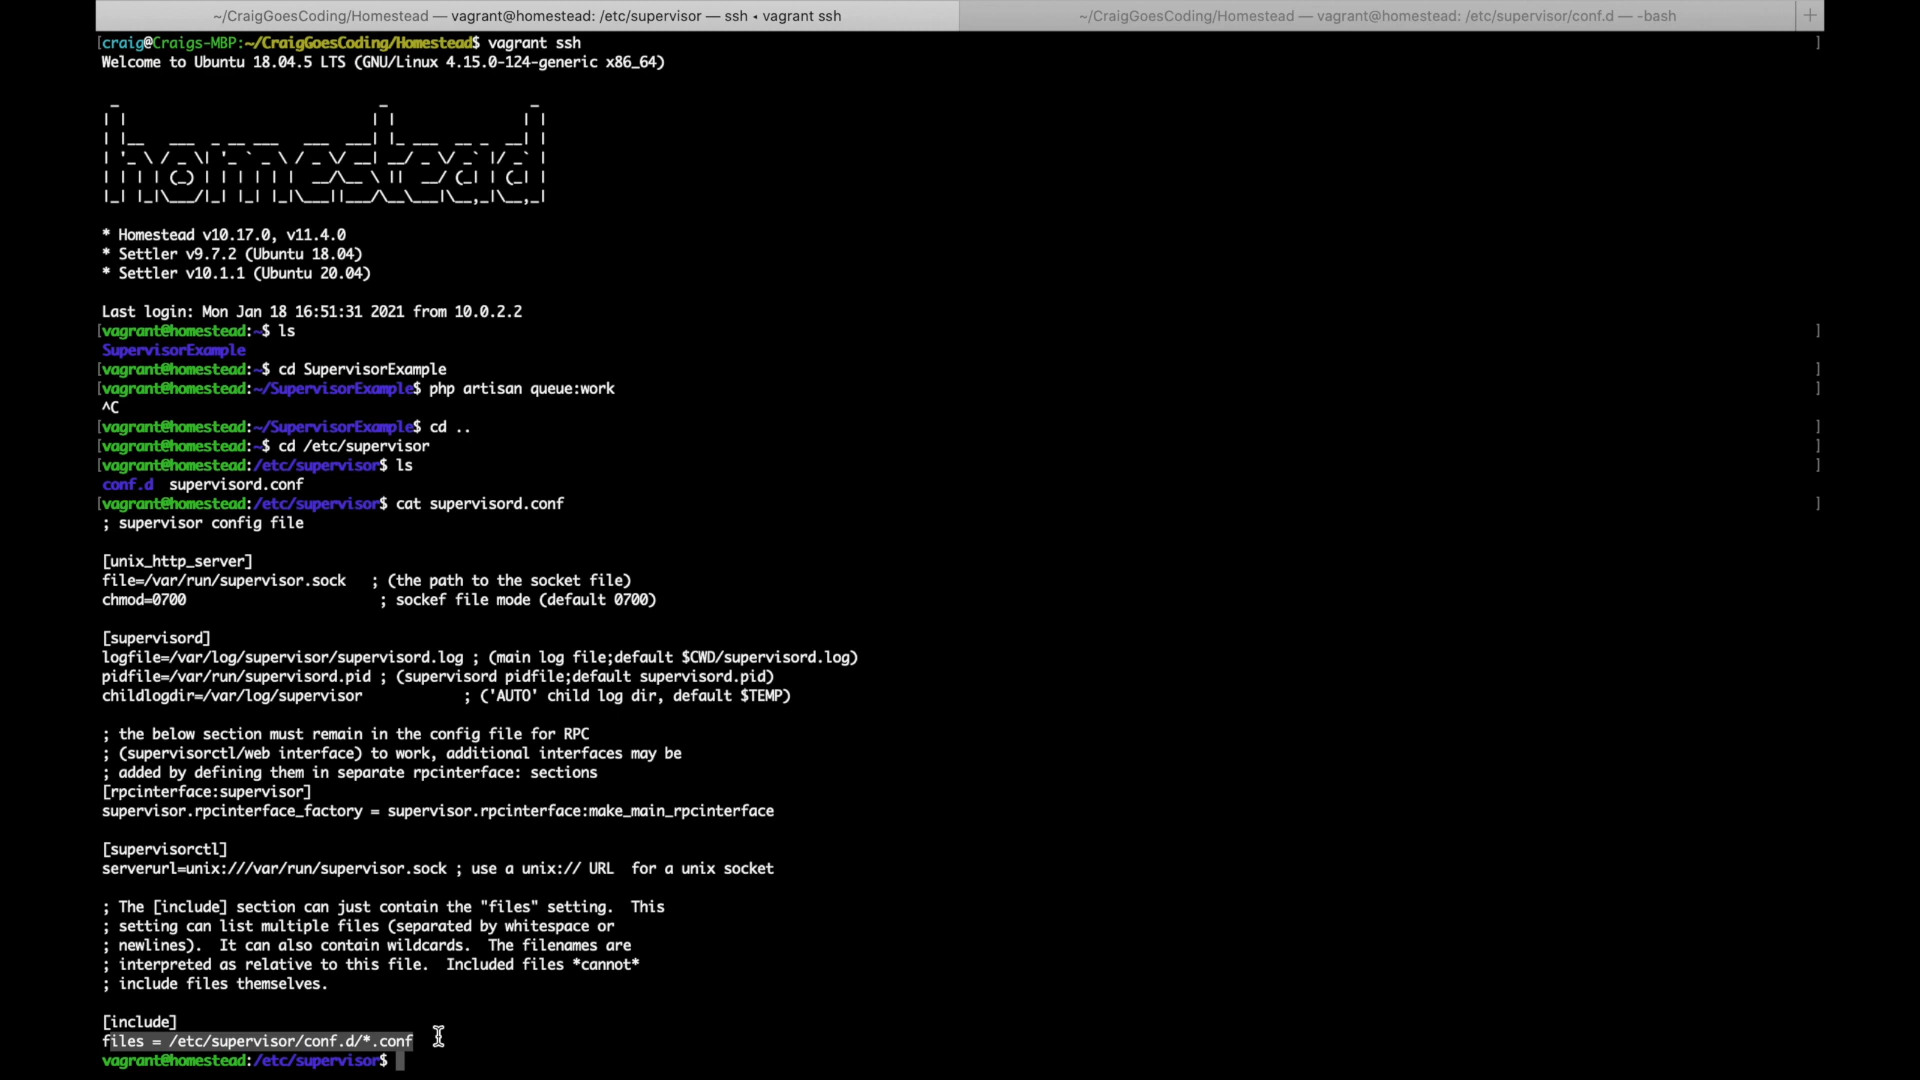 ~/CraigGoesCoding/Homestead — vagrant@homestead: /etc/supervisor — ssh ◂ vagrant ssh
~/CraigGoesCoding/Homestead — vagrant@homestead: /etc/supervisor/conf.d — -bash
[craig@Craigs-MBP:~/CraigGoesCoding/Homestead$ vagrant ssh ]
Welcome to Ubuntu 18.04.5 LTS (GNU/Linux 4.15.0-124-generic x86_64)
homestead
* Homestead v10.17.0, v11.4.0
* Settler v9.7.2 (Ubuntu 18.04)
* Settler v10.1.1 (Ubuntu 20.04)
Last login: Mon Jan 18 16:51:31 2021 from 10.0.2.2
[vagrant@homestead:~$ ls ]
SupervisorExample
[vagrant@homestead:~$ cd SupervisorExample ]
[vagrant@homestead:~/SupervisorExample$ php artisan queue:work ]
^C
[vagrant@homestead:~/SupervisorExample$ cd .. ]
[vagrant@homestead:~$ cd /etc/supervisor ]
[vagrant@homestead:/etc/supervisor$ ls ]
conf.d  supervisord.conf
[vagrant@homestead:/etc/supervisor$ cat supervisord.conf ]
; supervisor config file
[unix_http_server]
file=/var/run/supervisor.sock   ; (the path to the socket file)
chmod=0700                       ; sockef file mode (default 0700)
[supervisord]
logfile=/var/log/supervisor/supervisord.log ; (main log file;default $CWD/supervisord.log)
pidfile=/var/run/supervisord.pid ; (supervisord pidfile;default supervisord.pid)
childlogdir=/var/log/supervisor            ; ('AUTO' child log dir, default $TEMP)
; the below section must remain in the config file for RPC
; (supervisorctl/web interface) to work, additional interfaces may be
; added by defining them in separate rpcinterface: sections
[rpcinterface:supervisor]
supervisor.rpcinterface_factory = supervisor.rpcinterface:make_main_rpcinterface
[supervisorctl]
serverurl=unix:///var/run/supervisor.sock ; use a unix:// URL  for a unix socket
; The [include] section can just contain the "files" setting.  This
; setting can list multiple files (separated by whitespace or
; newlines).  It can also contain wildcards.  The filenames are
; interpreted as relative to this file.  Included files *cannot*
; include files themselves.
[include]
files = /etc/supervisor/conf.d/*.conf
vagrant@homestead:/etc/supervisor$